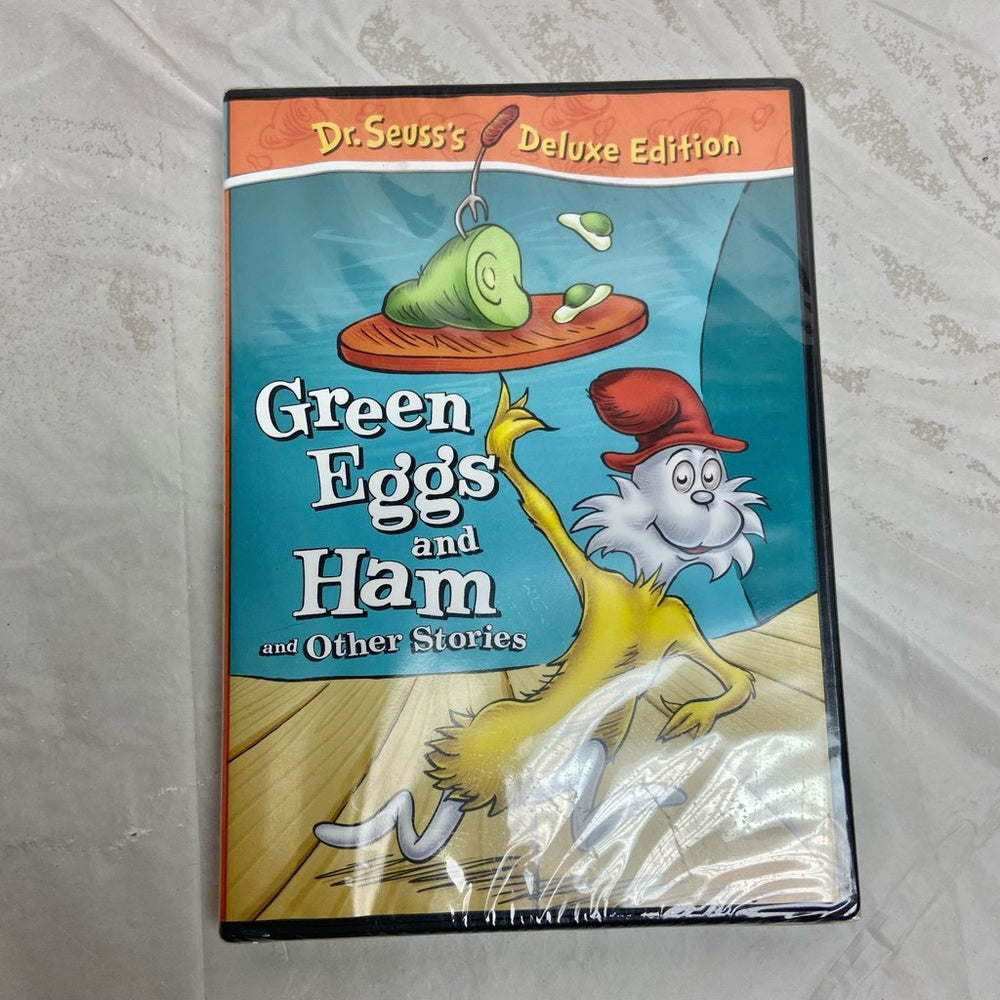 Dr. Seuss's Deluxe Edition
Green
Eggs
and
Ham
and Other Stories